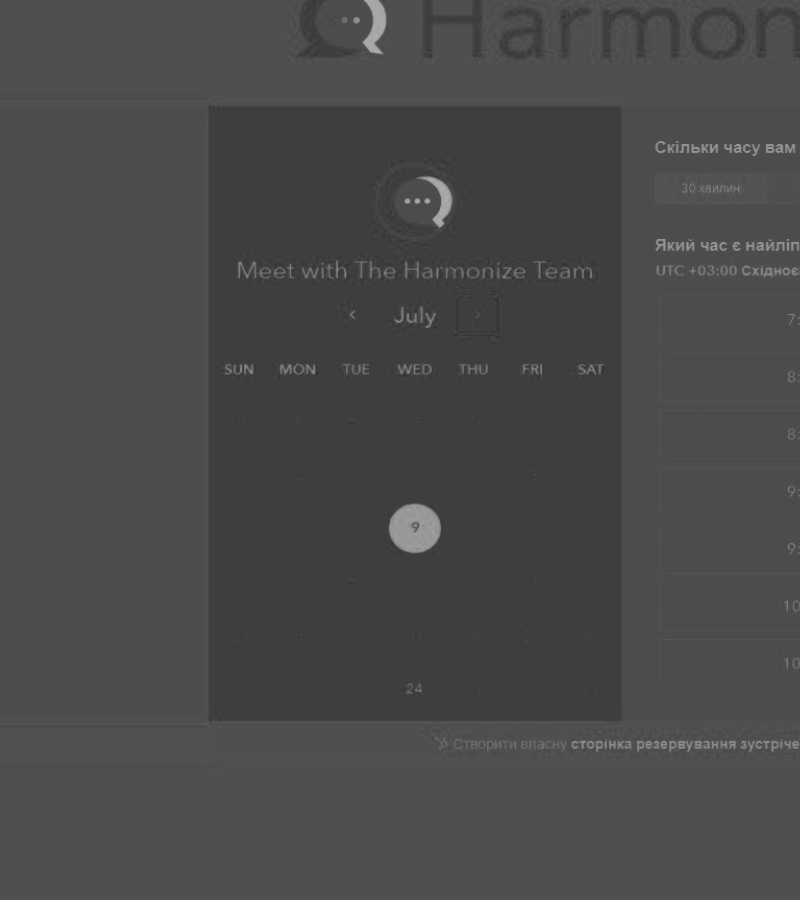 Harmon
Скільки часу вам
30 хвилин
Meet with The Harmonize Team
Який час є найліп
UTC +03:00 Східноє
July
SUN MON TUE WED THU FRI SAT
7:
8:
8:
9:
9
9:
10
10
24
Створити власну сторінка резервування зустріче